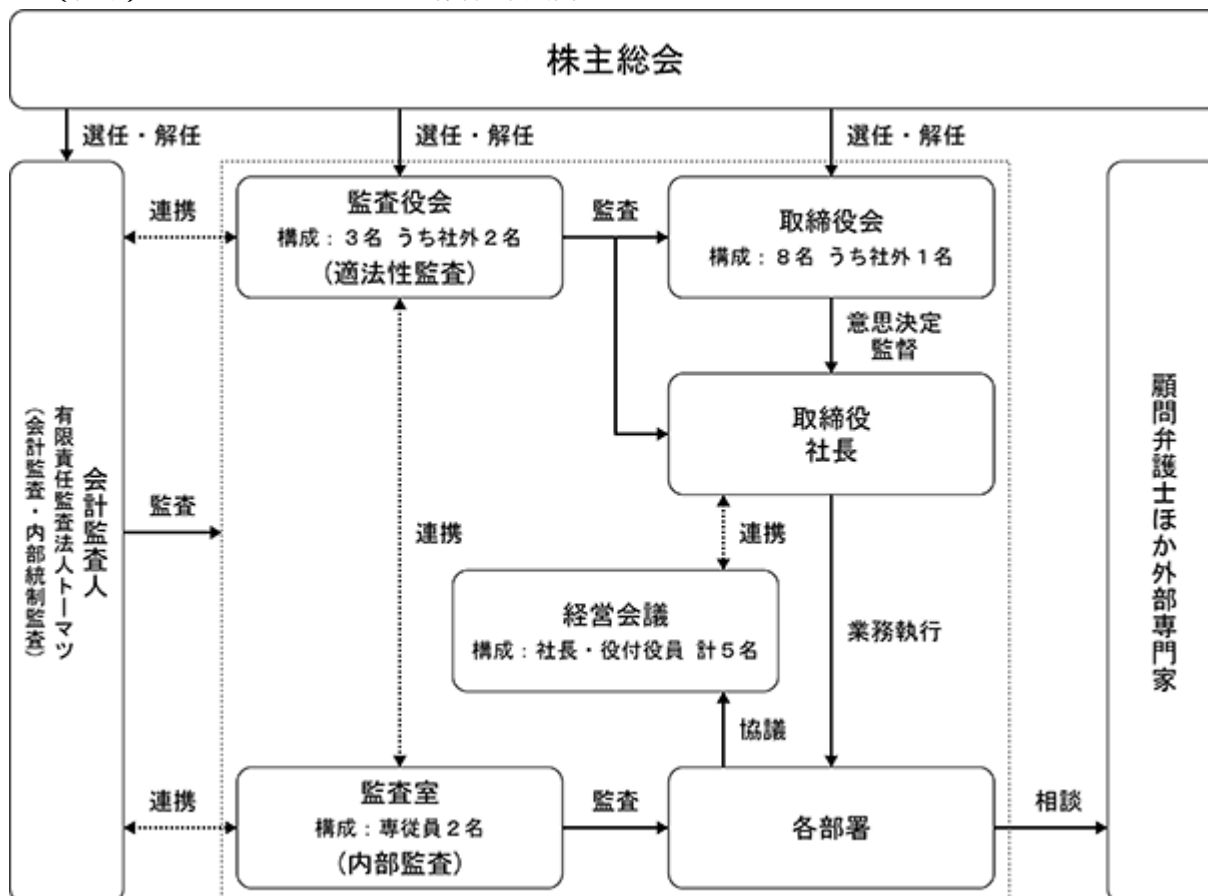 株主総会
選任・解任
選任・解任
選任・解任
連携
監査役会
構成：３名 うち社外２名
(適法性監査)
監査
取締役会
構成：８名 うち社外１名
意思決定
監督
取締役
社長
会計監査人
有限責任監査法人トーマツ
(会計監査・内部統制監査)
監査
連携
連携
経営会議
構成：社長・役付役員 計５名
業務執行
協議
連携
監査室
構成：専従員２名
(内部監査)
監査
各部署
相談
顧問弁護士ほか外部専門家